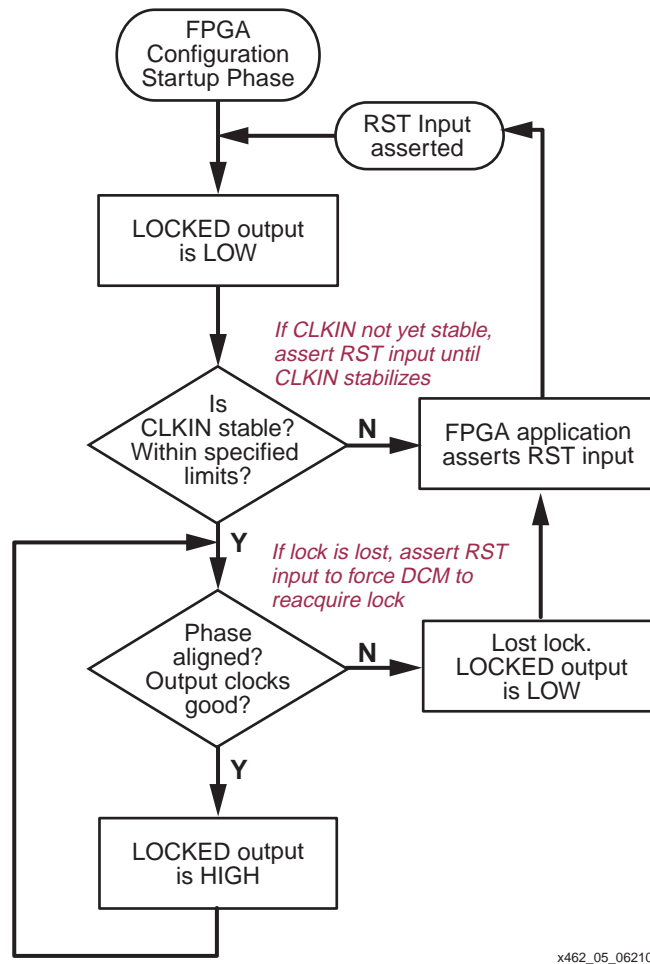 FPGA
Configuration
Startup Phase
RST Input
asserted
LOCKED output
is LOW
If CLKIN not yet stable,
assert RST input until
CLKIN stabilizes
Is
CLKIN stable?
Within specified
limits?
N
FPGA application
asserts RST input
Y
If lock is lost, assert RST
input to force DCM to
reacquire lock
Phase
aligned?
Output clocks
good?
N
Lost lock.
LOCKED output
is LOW
Y
LOCKED output
is HIGH
x462_05_06210